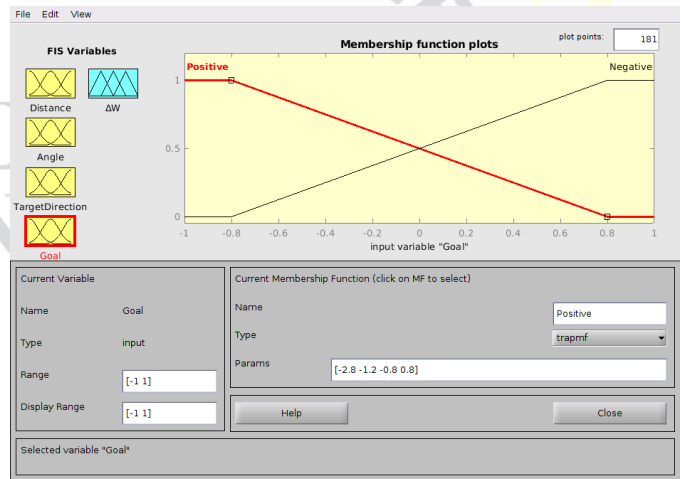 File Edit View
FIS Variables
Distance
ΔW
Angle
TargetDirection
Goal
Membership function plots
plot points:
181
Positive
Negative
1
0.5
0
-1 -0.8 -0.6 -0.4 -0.2 0 0.2 0.4 0.6 0.8 1
input variable "Goal"
Current Variable
Name Goal
Type input
Range [-1 1]
Display Range [-1 1]
Current Membership Function (click on MF to select)
Name Positive
Type trapmf
Params [-2.8 -1.2 -0.8 0.8]
Help Close
Selected variable "Goal"